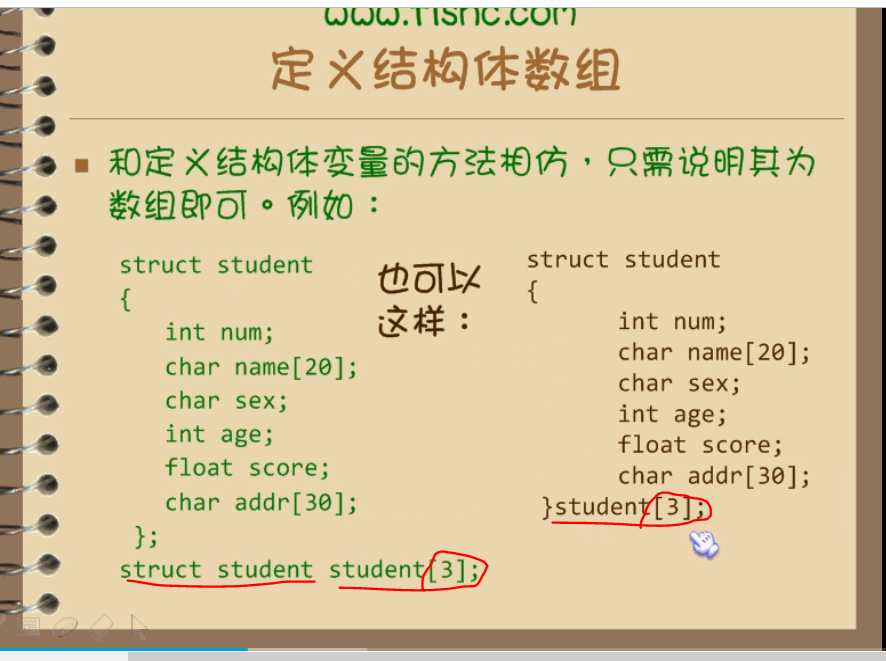 定义结构体数组
■ 和定义结构体变量的方法相仿，只需说明其为
数组即可。例如：
struct student
{
int num;
char name[20];
char sex;
int age;
float score;
char addr[30];
};
struct student student[3];
也可以
这样：
struct student
{
int num;
char name[20];
char sex;
int age;
float score;
char addr[30];
}student[3];